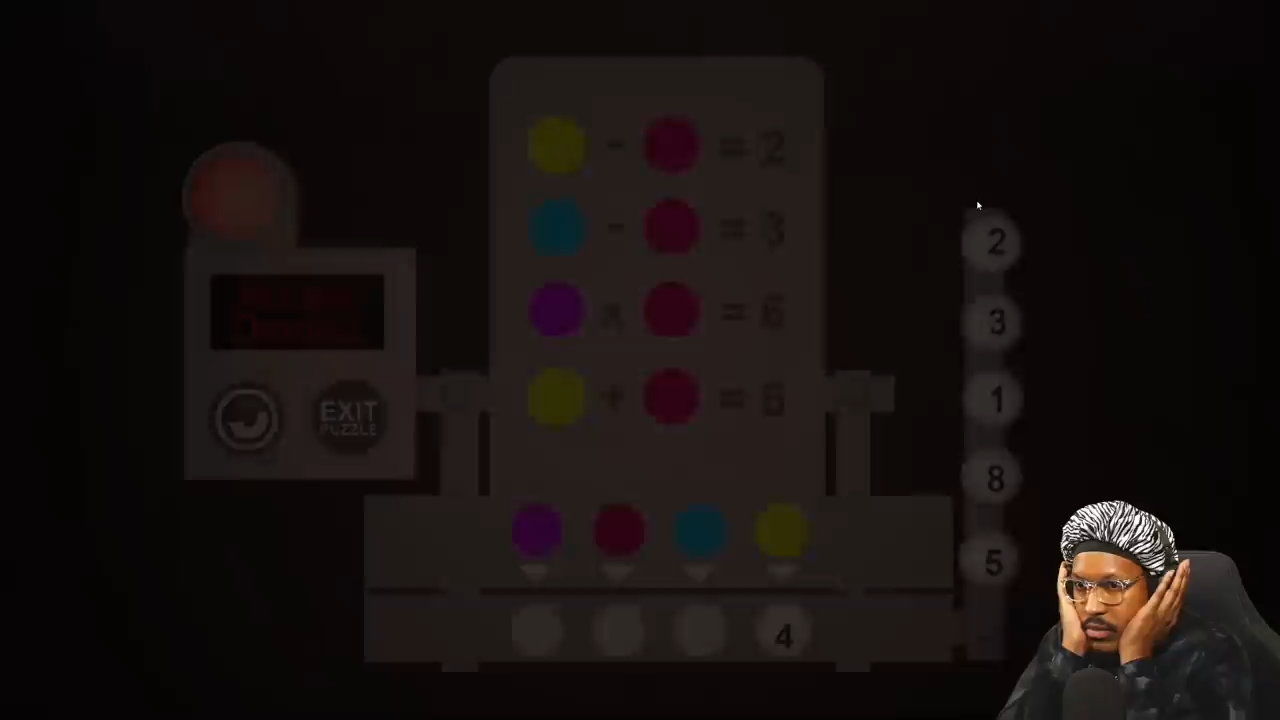 - = 2
- = 3
x = 6
+ = 6
EXIT
PUZZLE
2
3
1
8
5
4